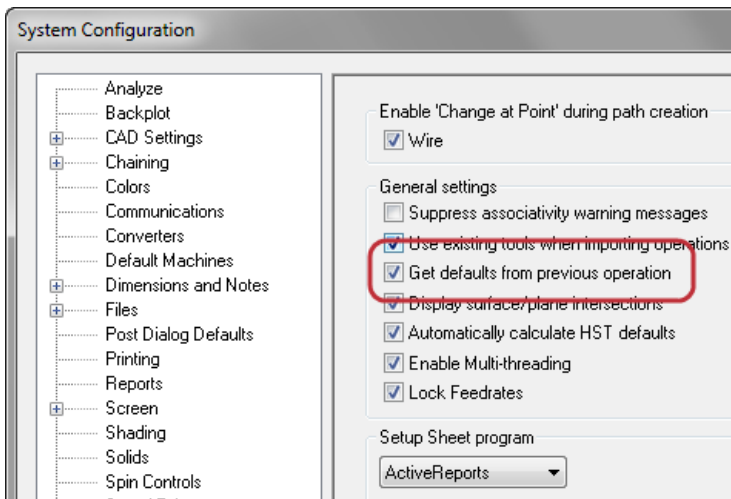 System Configuration
Analyze
Backplot
CAD Settings
Chaining
Colors
Communications
Converters
Default Machines
Dimensions and Notes
Files
Post Dialog Defaults
Printing
Reports
Screen
Shading
Solids
Spin Controls
Enable 'Change at Point' during path creation
Wire
General settings
Suppress associativity warning messages
Use existing tools when importing operations
Get defaults from previous operation
Display surface/plane intersections
Automatically calculate HST defaults
Enable Multi-threading
Lock Feedrates
Setup Sheet program
ActiveReports